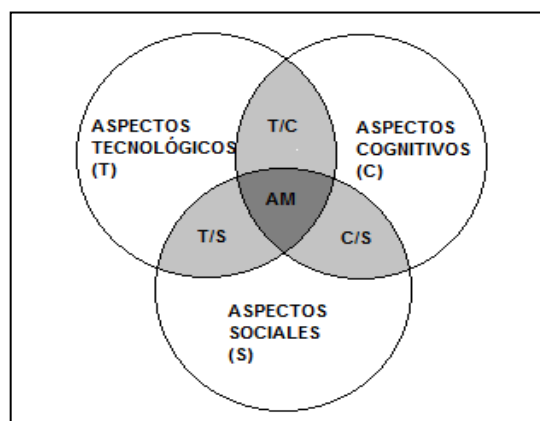 T/C
ASPECTOS
TECNOLÓGICOS
(T)
ASPECTOS
COGNITIVOS
(C)
AM
T/S
C/S
ASPECTOS
SOCIALES
(S)